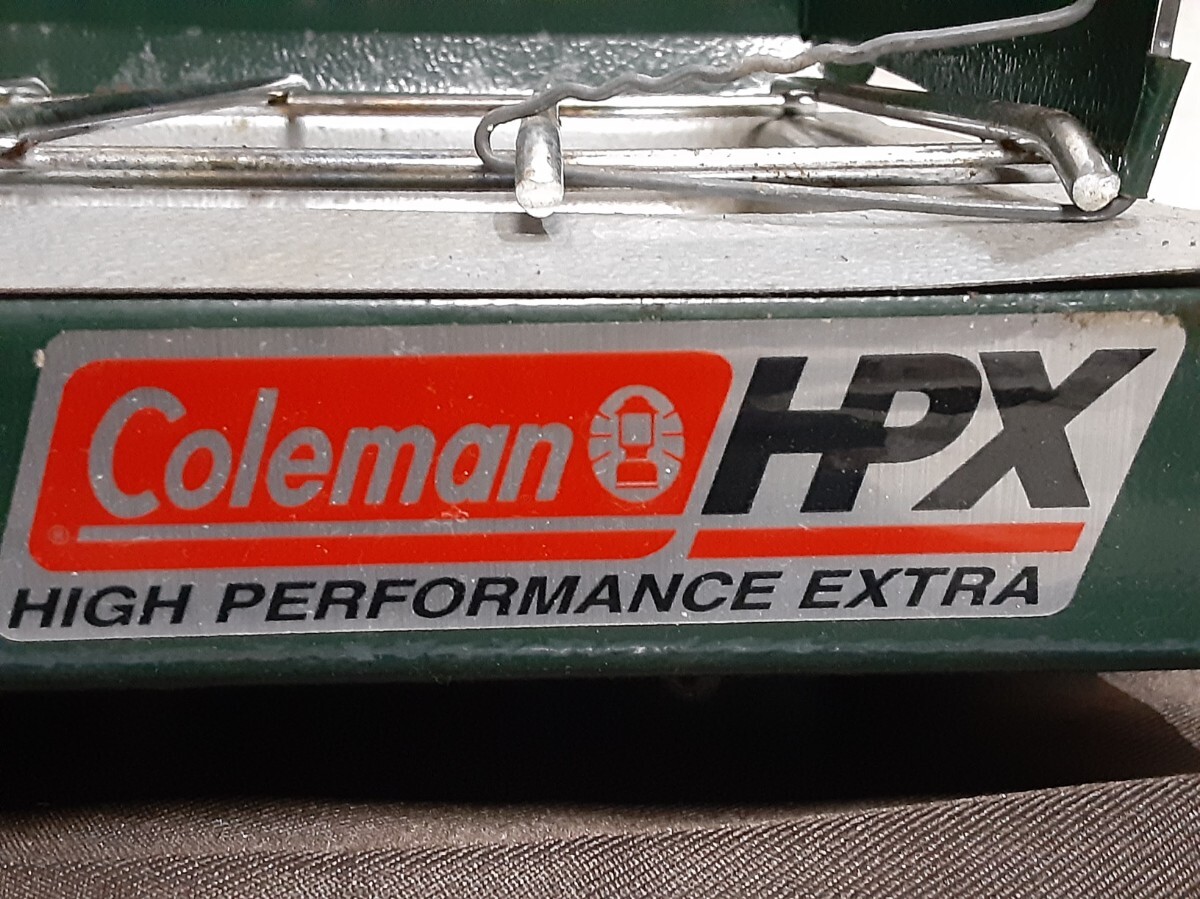 Coleman HPX
®
HIGH PERFORMANCE EXTRA